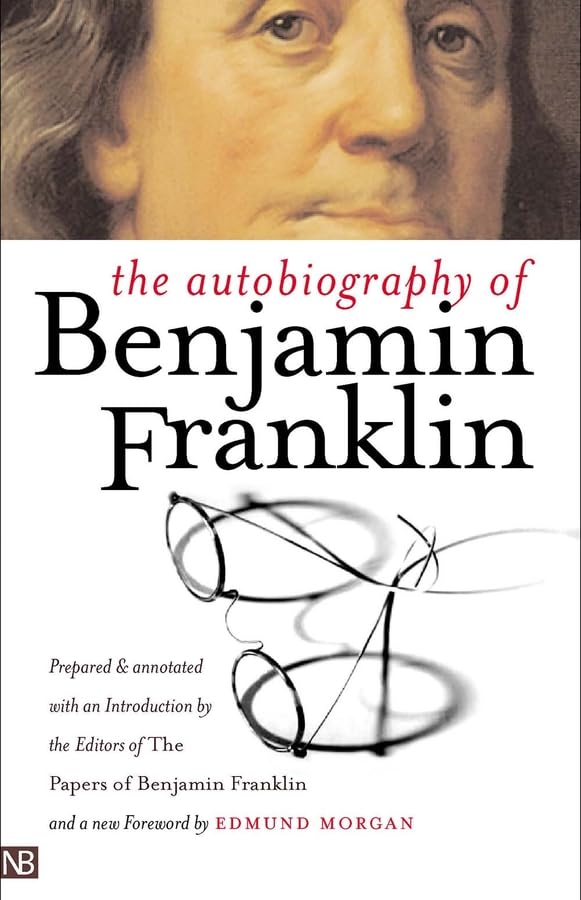 the autobiography of
Benjamin
Franklin
Prepared & annotated
with an Introduction by
the Editors of The
Papers of Benjamin Franklin
and a new Foreword by EDMUND MORGAN
NB